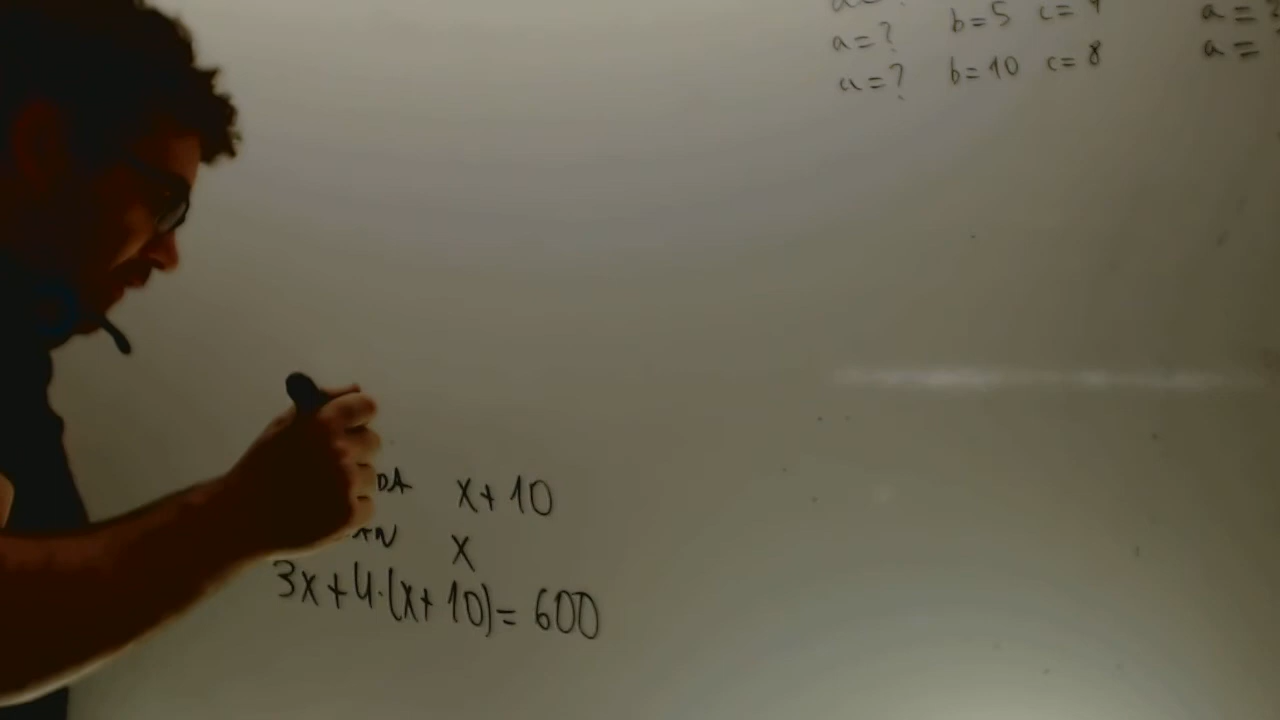 a=? b=5 c=4 a=
a=? b=10 c=8 a=
DA x+10
AN x
3x+4·(x+10)=600